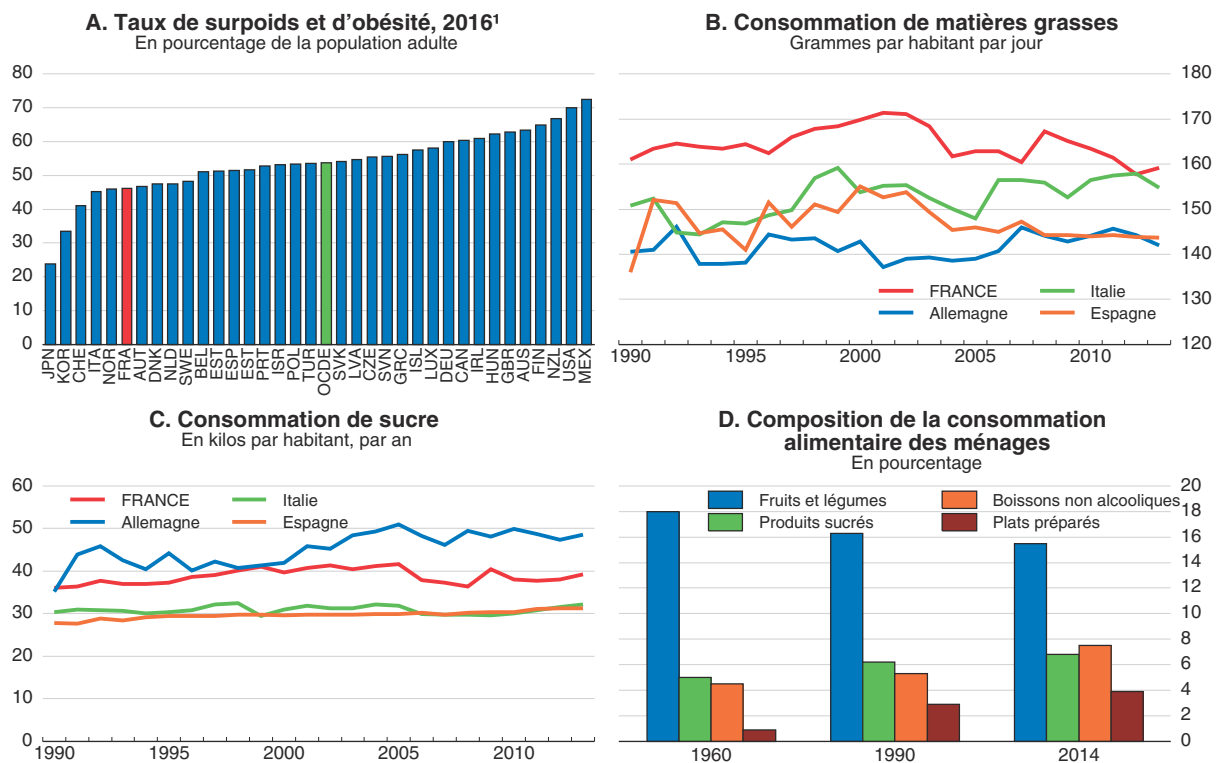 A. Taux de surpoids et d'obésité, 2016¹
En pourcentage de la population adulte
80
70
60
50
40
30
20
10
0
JPN KOR CHE ITA NOR FRA AUT DNK NLD SWE BEL EST ESP EST PRT ISR POL TUR OCDE SVK LVA CZE SVN GRC ISL LUX DEU CAN IRL HUN GBR AUS FIN NZL USA MEX
B. Consommation de matières grasses
Grammes par habitant par jour
180
170
160
150
140
130
120
FRANCE Italie
Allemagne Espagne
1990 1995 2000 2005 2010
C. Consommation de sucre
En kilos par habitant, par an
60
50
40
30
20
10
0
FRANCE Italie
Allemagne Espagne
1990 1995 2000 2005 2010
D. Composition de la consommation
alimentaire des ménages
En pourcentage
20
18
16
14
12
10
8
6
4
2
0
Fruits et légumes Boissons non alcooliques
Produits sucrés Plats préparés
1960 1990 2014